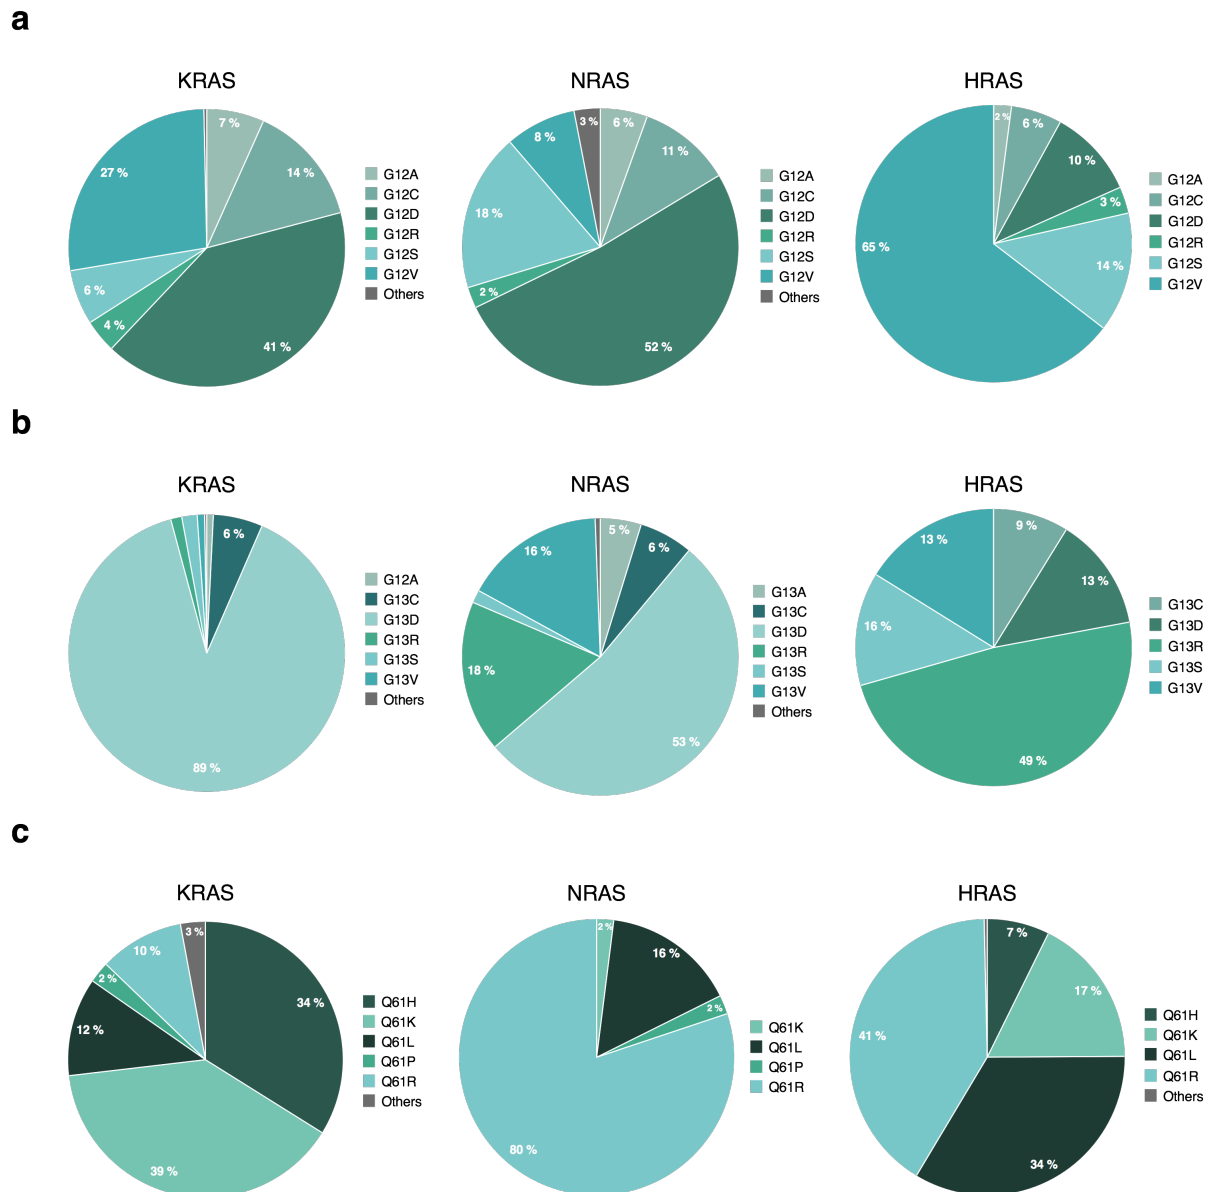 a
KRAS
7 %
14 %
27 %
6 %
4 %
41 %
G12A
G12C
G12D
G12R
G12S
G12V
Others
NRAS
3 %
6 %
8 %
11 %
18 %
2 %
52 %
G12A
G12C
G12D
G12R
G12S
G12V
Others
HRAS
2 %
6 %
10 %
3 %
14 %
65 %
G12A
G12C
G12D
G12R
G12S
G12V
b
KRAS
6 %
89 %
G12A
G13C
G13D
G13R
G13S
G13V
Others
NRAS
5 %
6 %
16 %
18 %
53 %
G13A
G13C
G13D
G13R
G13S
G13V
Others
HRAS
9 %
13 %
13 %
16 %
49 %
G13C
G13D
G13R
G13S
G13V
c
KRAS
3 %
10 %
2 %
34 %
12 %
39 %
Q61H
Q61K
Q61L
Q61P
Q61R
Others
NRAS
2 %
16 %
2 %
80 %
Q61K
Q61L
Q61P
Q61R
HRAS
7 %
17 %
41 %
34 %
Q61H
Q61K
Q61L
Q61R
Others